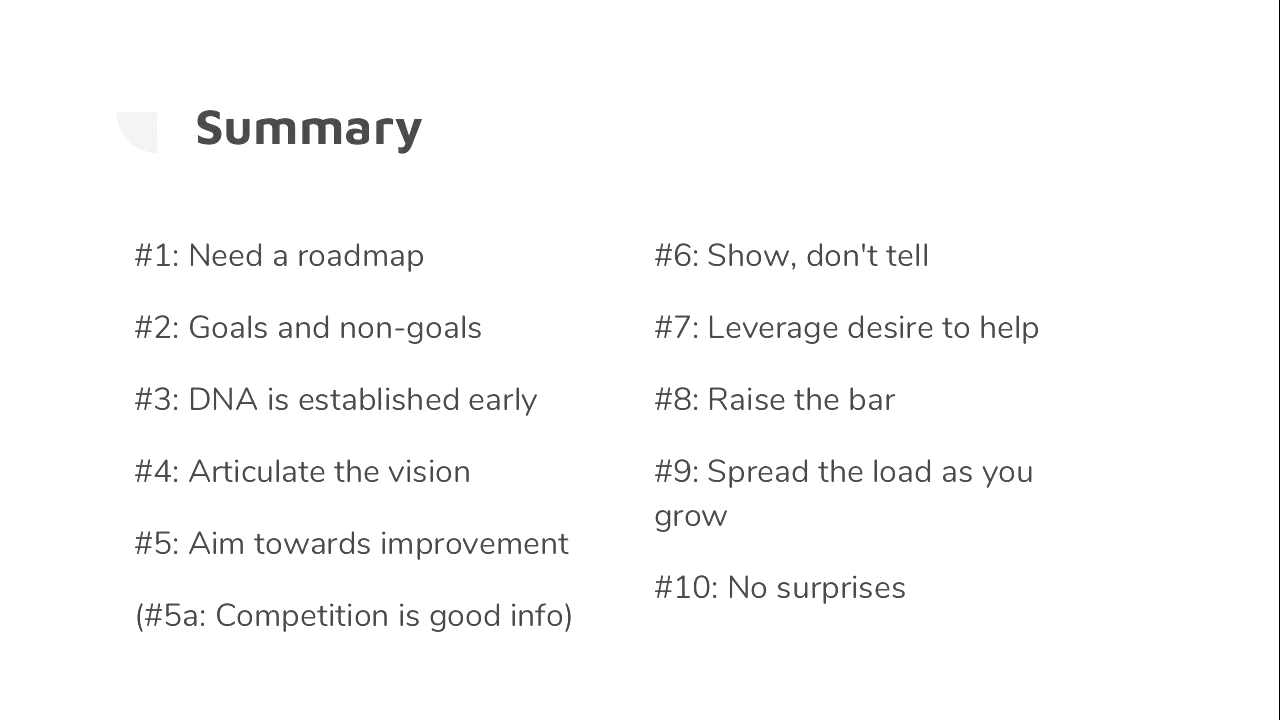 Summary
#1: Need a roadmap
#2: Goals and non-goals
#3: DNA is established early
#4: Articulate the vision
#5: Aim towards improvement
(#5a: Competition is good info)
#6: Show, don't tell
#7: Leverage desire to help
#8: Raise the bar
#9: Spread the load as you
grow
#10: No surprises